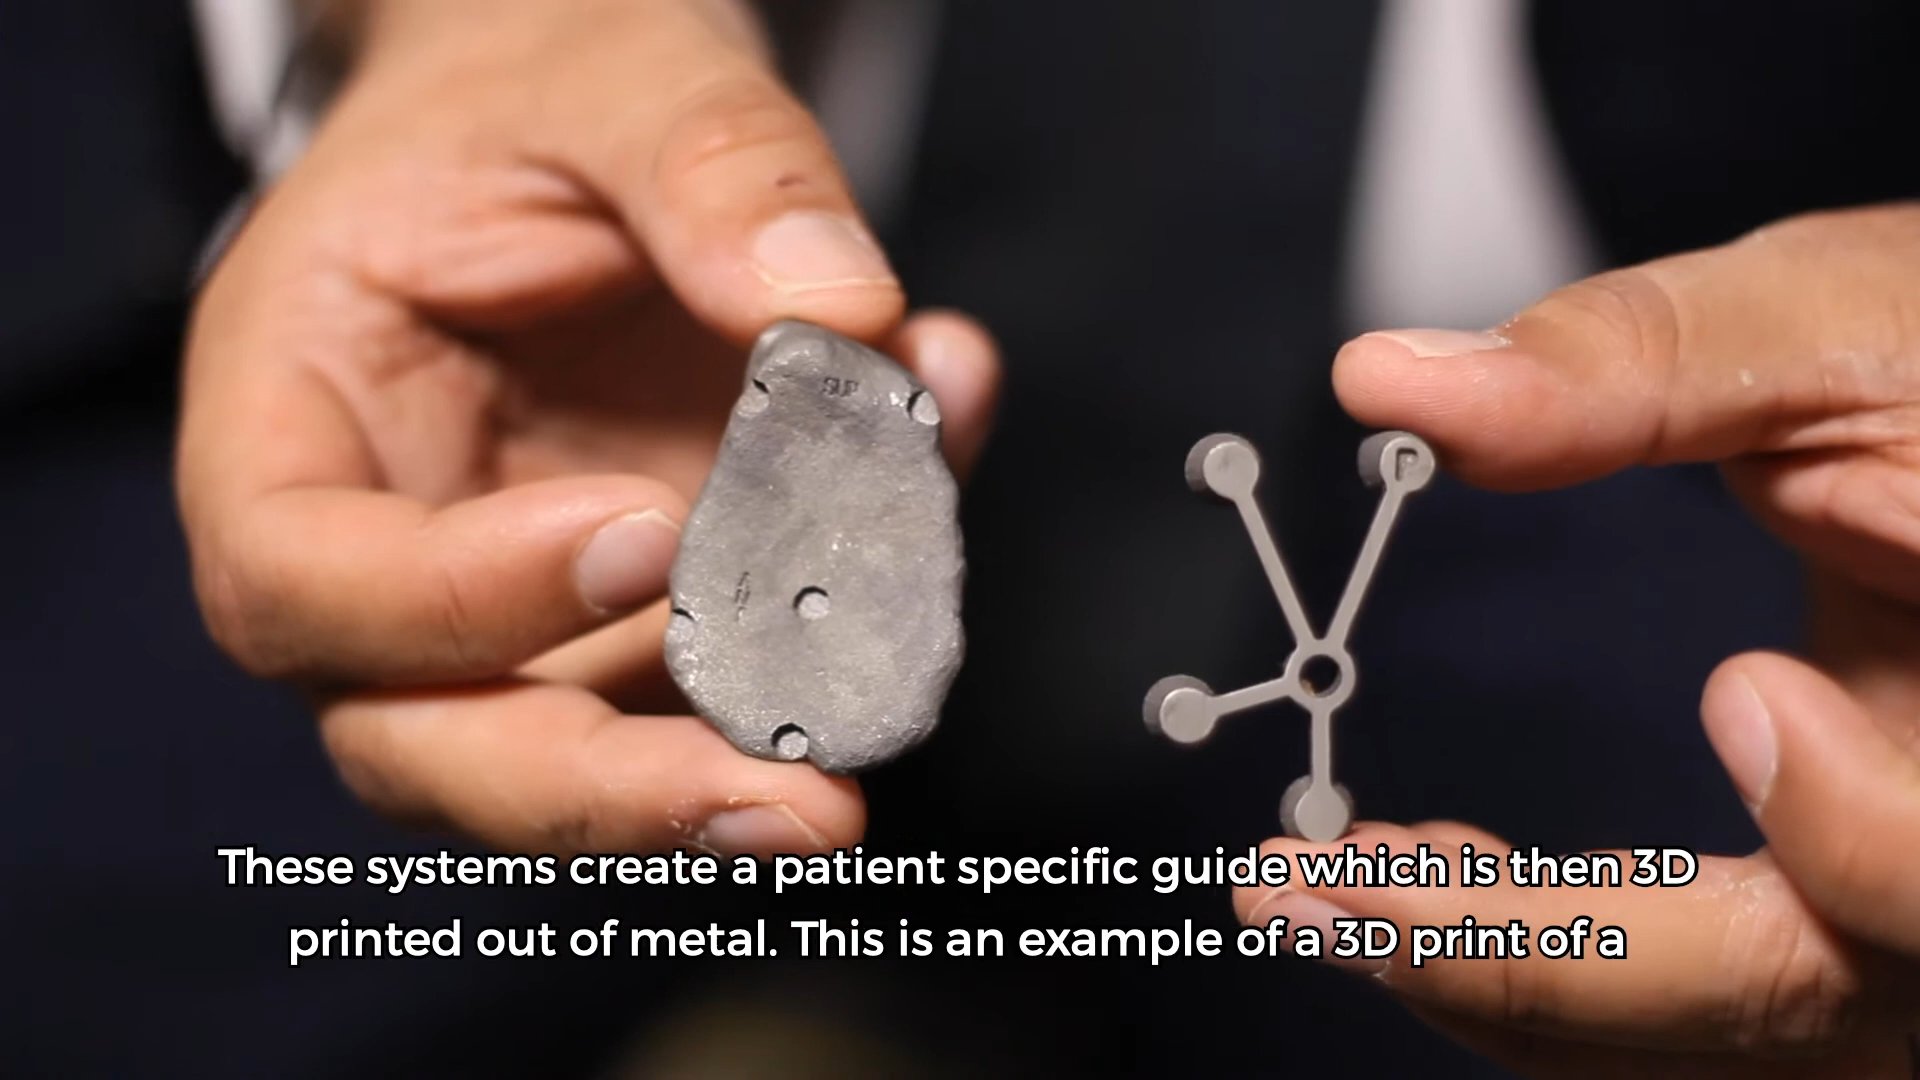 SUP
P
These systems create a patient specific guide which is then 3D
printed out of metal. This is an example of a 3D print of a